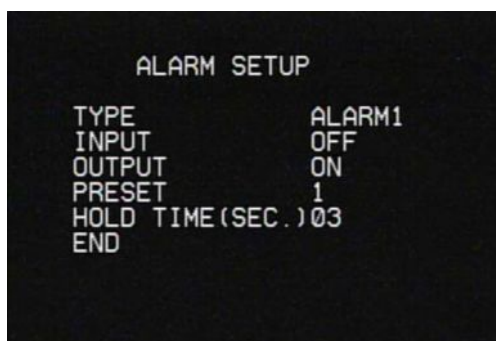 ALARM SETUP
TYPE ALARM1
INPUT OFF
OUTPUT ON
PRESET 1
HOLD TIME(SEC.)03
END